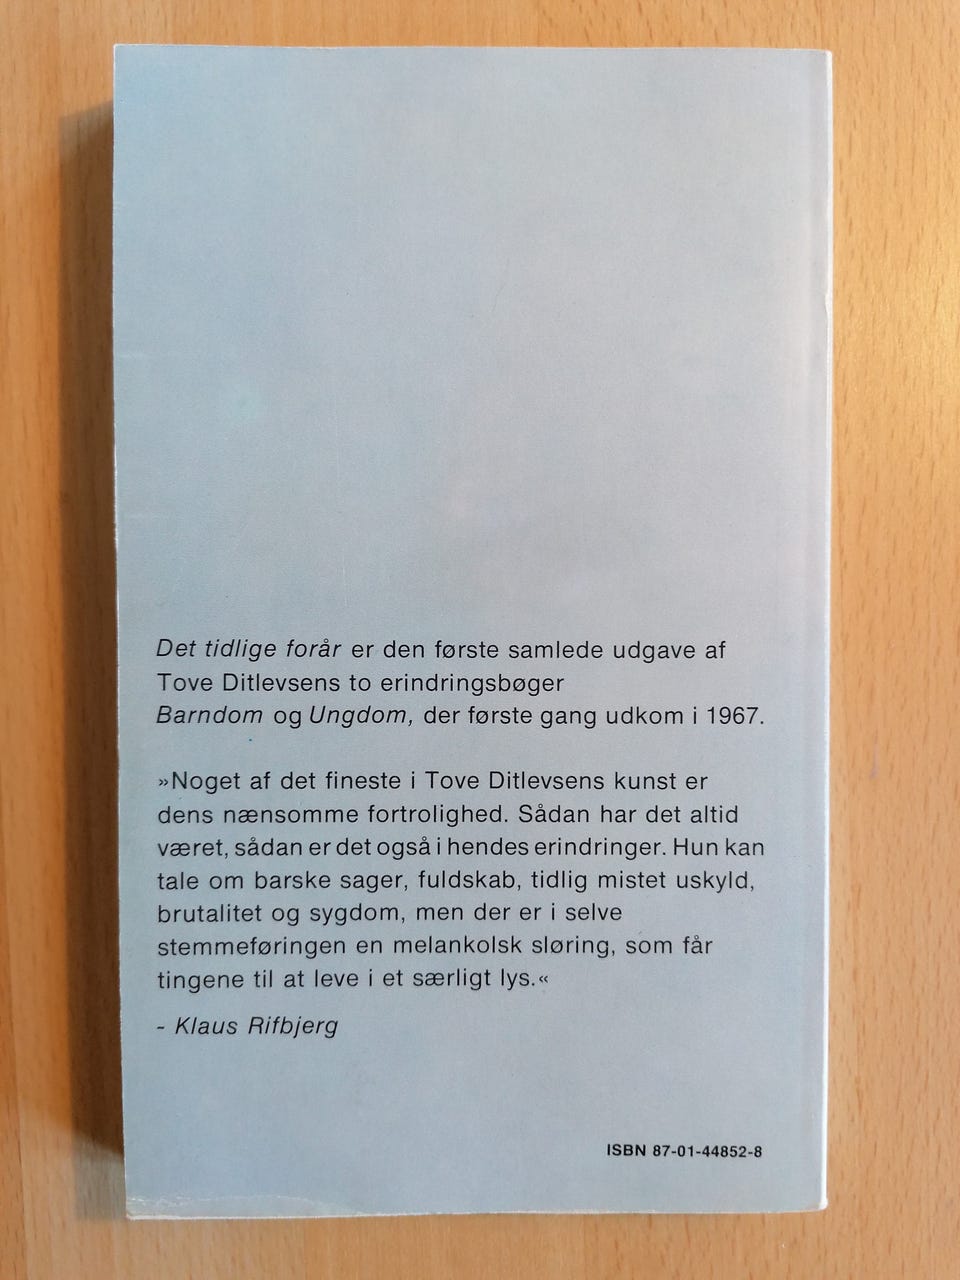 Det tidlige forår er den første samlede udgave af
Tove Ditlevsens to erindringsbøger
Barndom og Ungdom, der første gang udkom i 1967.
»Noget af det fineste i Tove Ditlevsens kunst er
dens nænsomme fortrolighed. Sådan har det altid
været, sådan er det også i hendes erindringer. Hun kan
tale om barske sager, fuldskab, tidlig mistet uskyld,
brutalitet og sygdom, men der er i selve
stemmeføringen en melankolsk sløring, som får
tingene til at leve i et særligt lys.«
- Klaus Rifbjerg
ISBN 87-01-44852-8